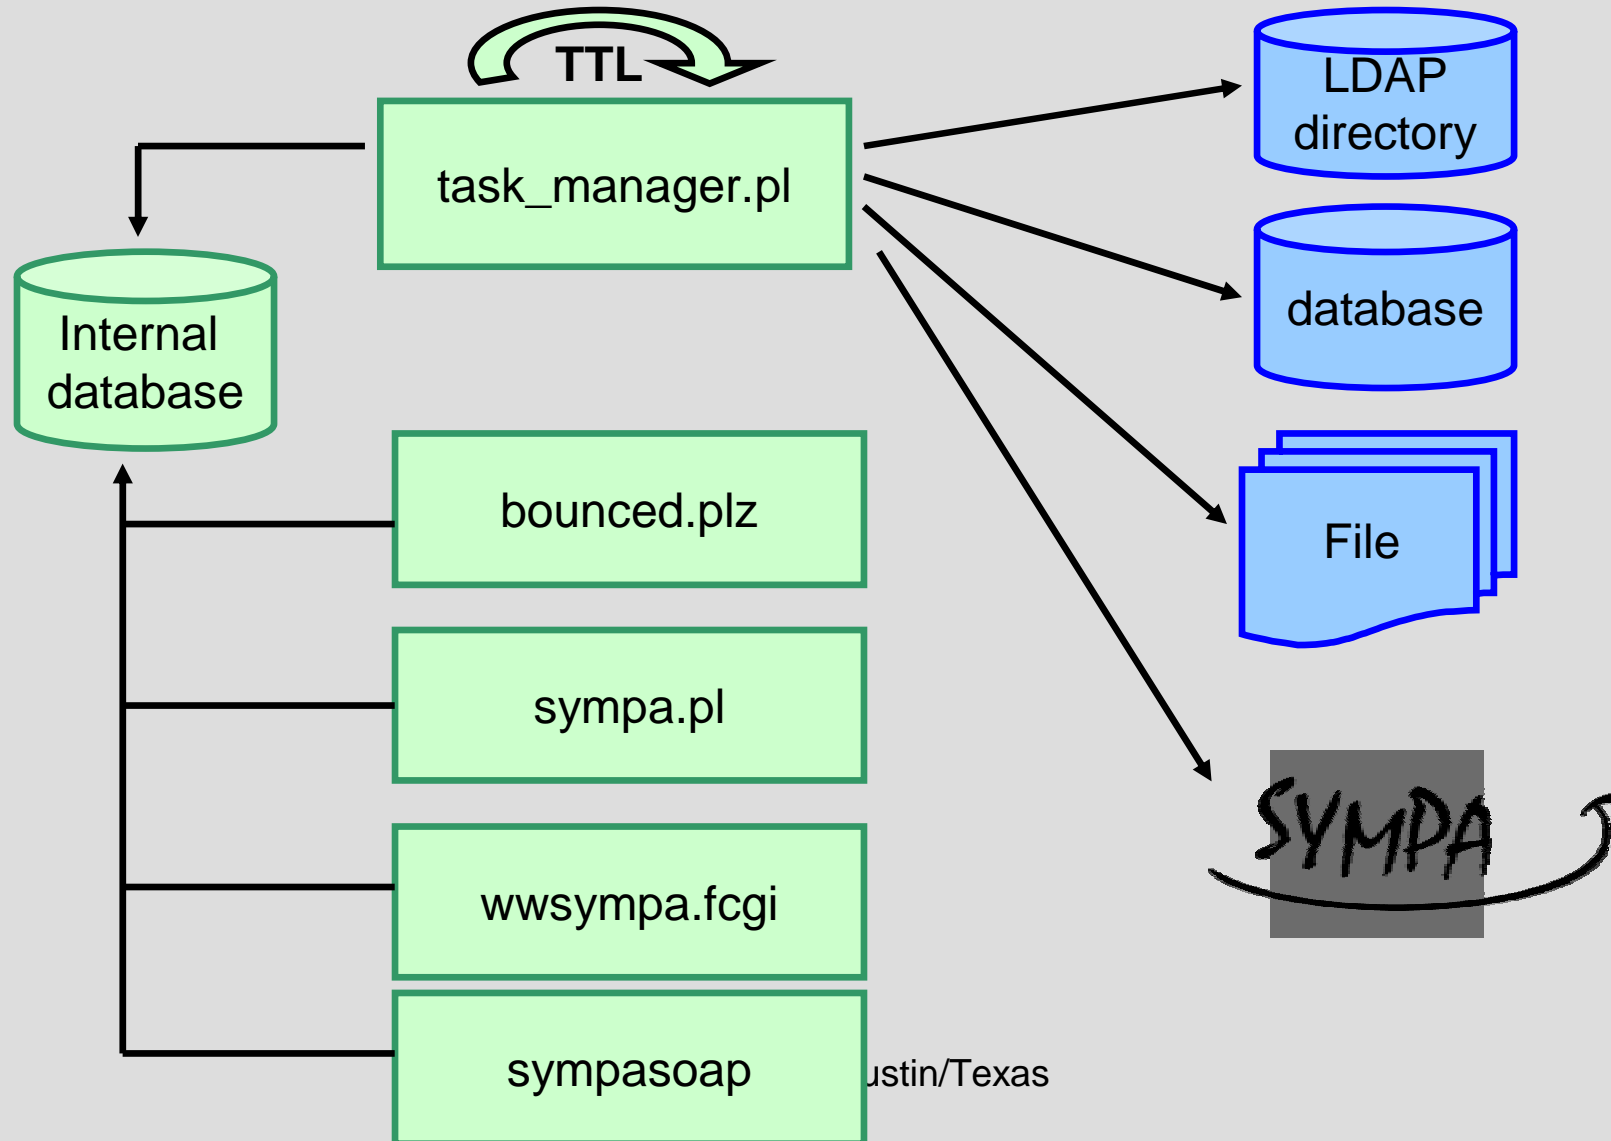 TTL
task_manager.pl
LDAP
directory
database
Internal
database
bounced.plz
File
sympa.pl
SYMPA
wwsympa.fcgi
sympasoap
ustin/Texas